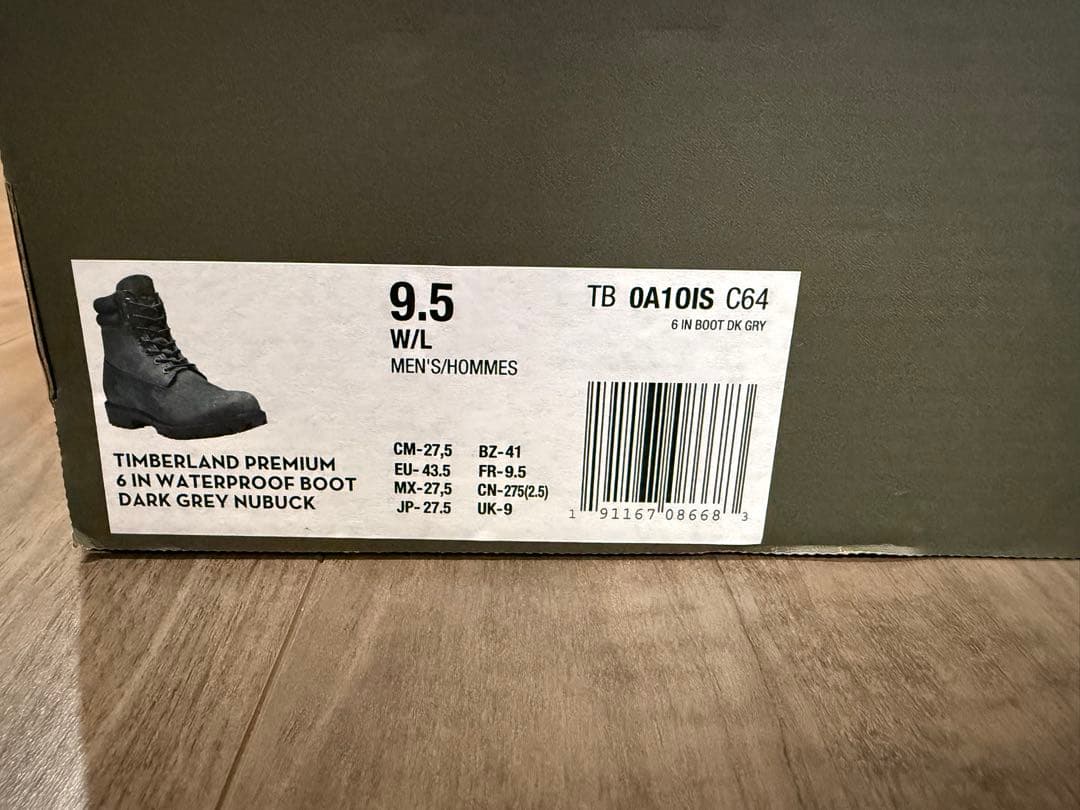 9.5
W/L
MEN'S/HOMMES
TB 0A1OIS C64
6 IN BOOT DK GRY
TIMBERLAND PREMIUM
6 IN WATERPROOF BOOT
DARK GREY NUBUCK
CM-27,5 BZ-41
EU-43.5 FR-9.5
MX-27,5 CN-275(2.5)
JP-27.5 UK-9
1 91167 08668 3